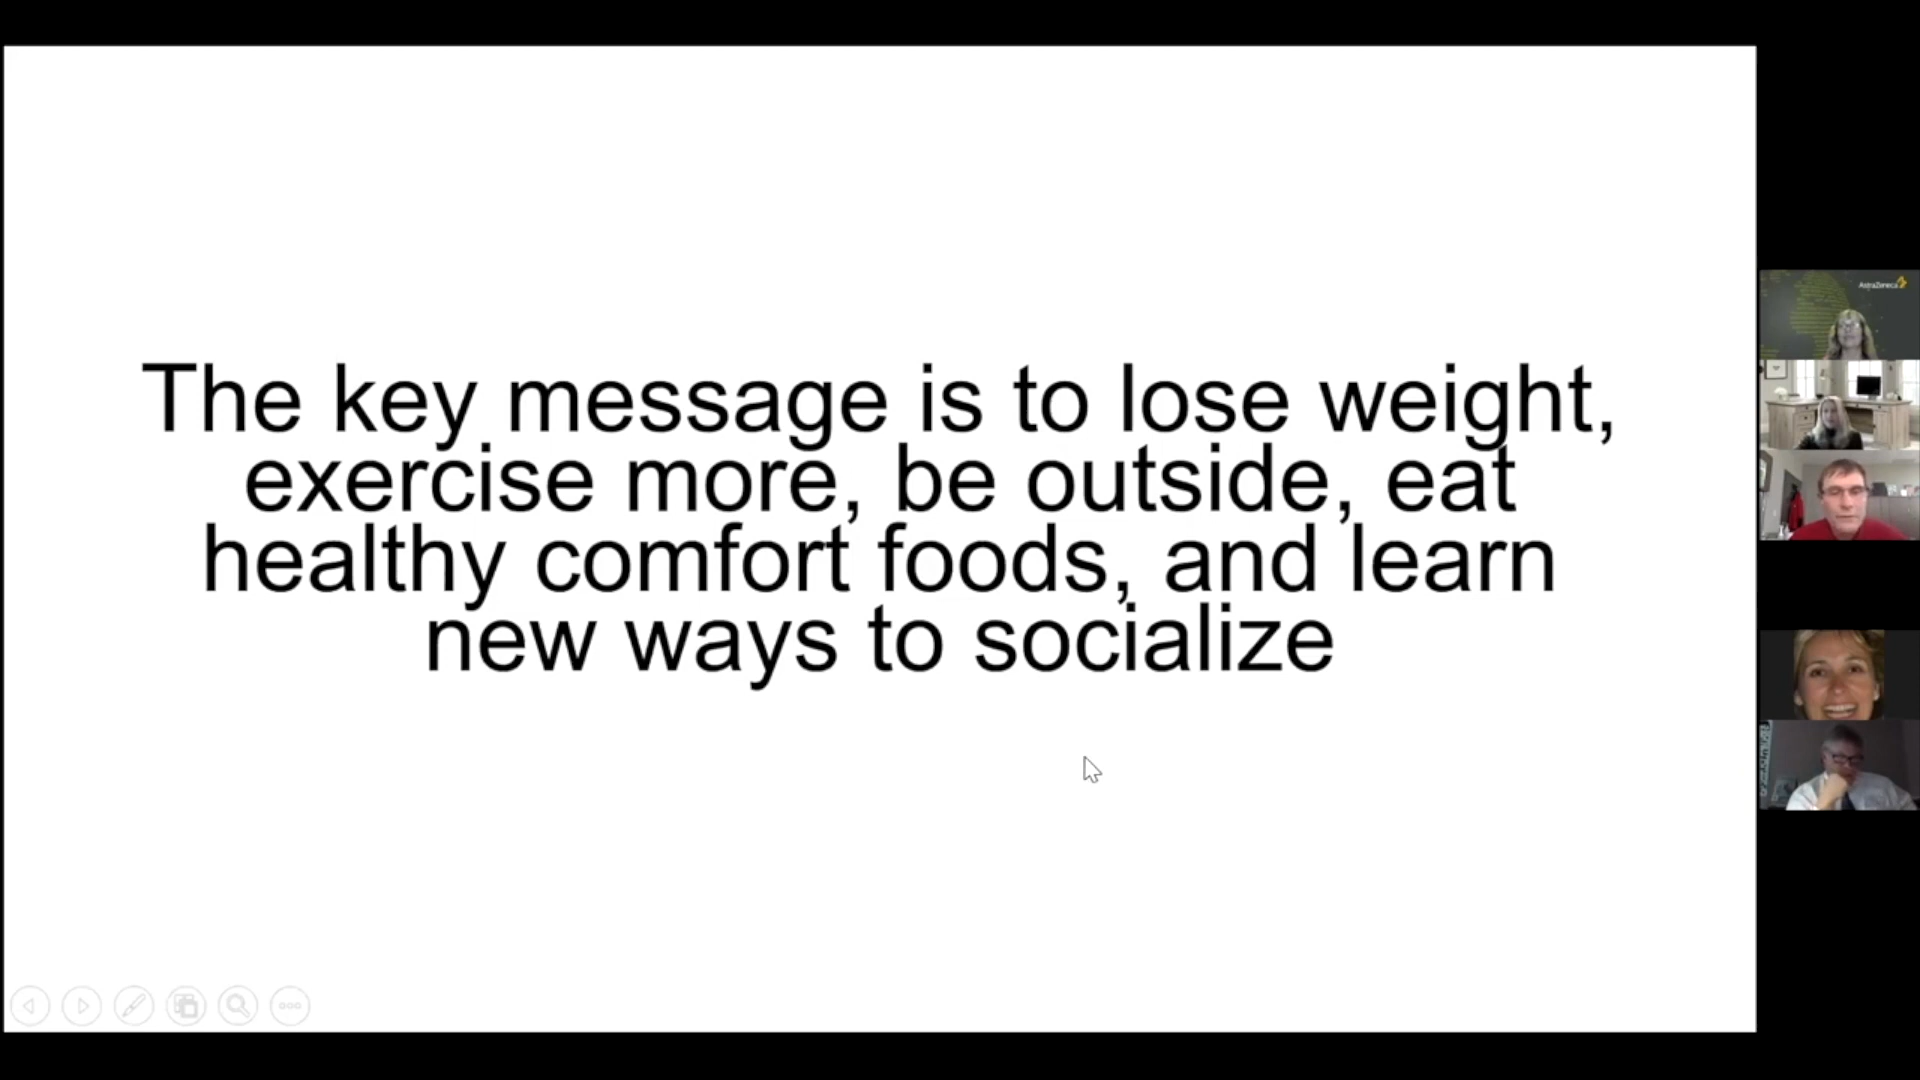 The key message is to lose weight,
exercise more, be outside, eat
healthy comfort foods, and learn
new ways to socialize
AstraZeneca